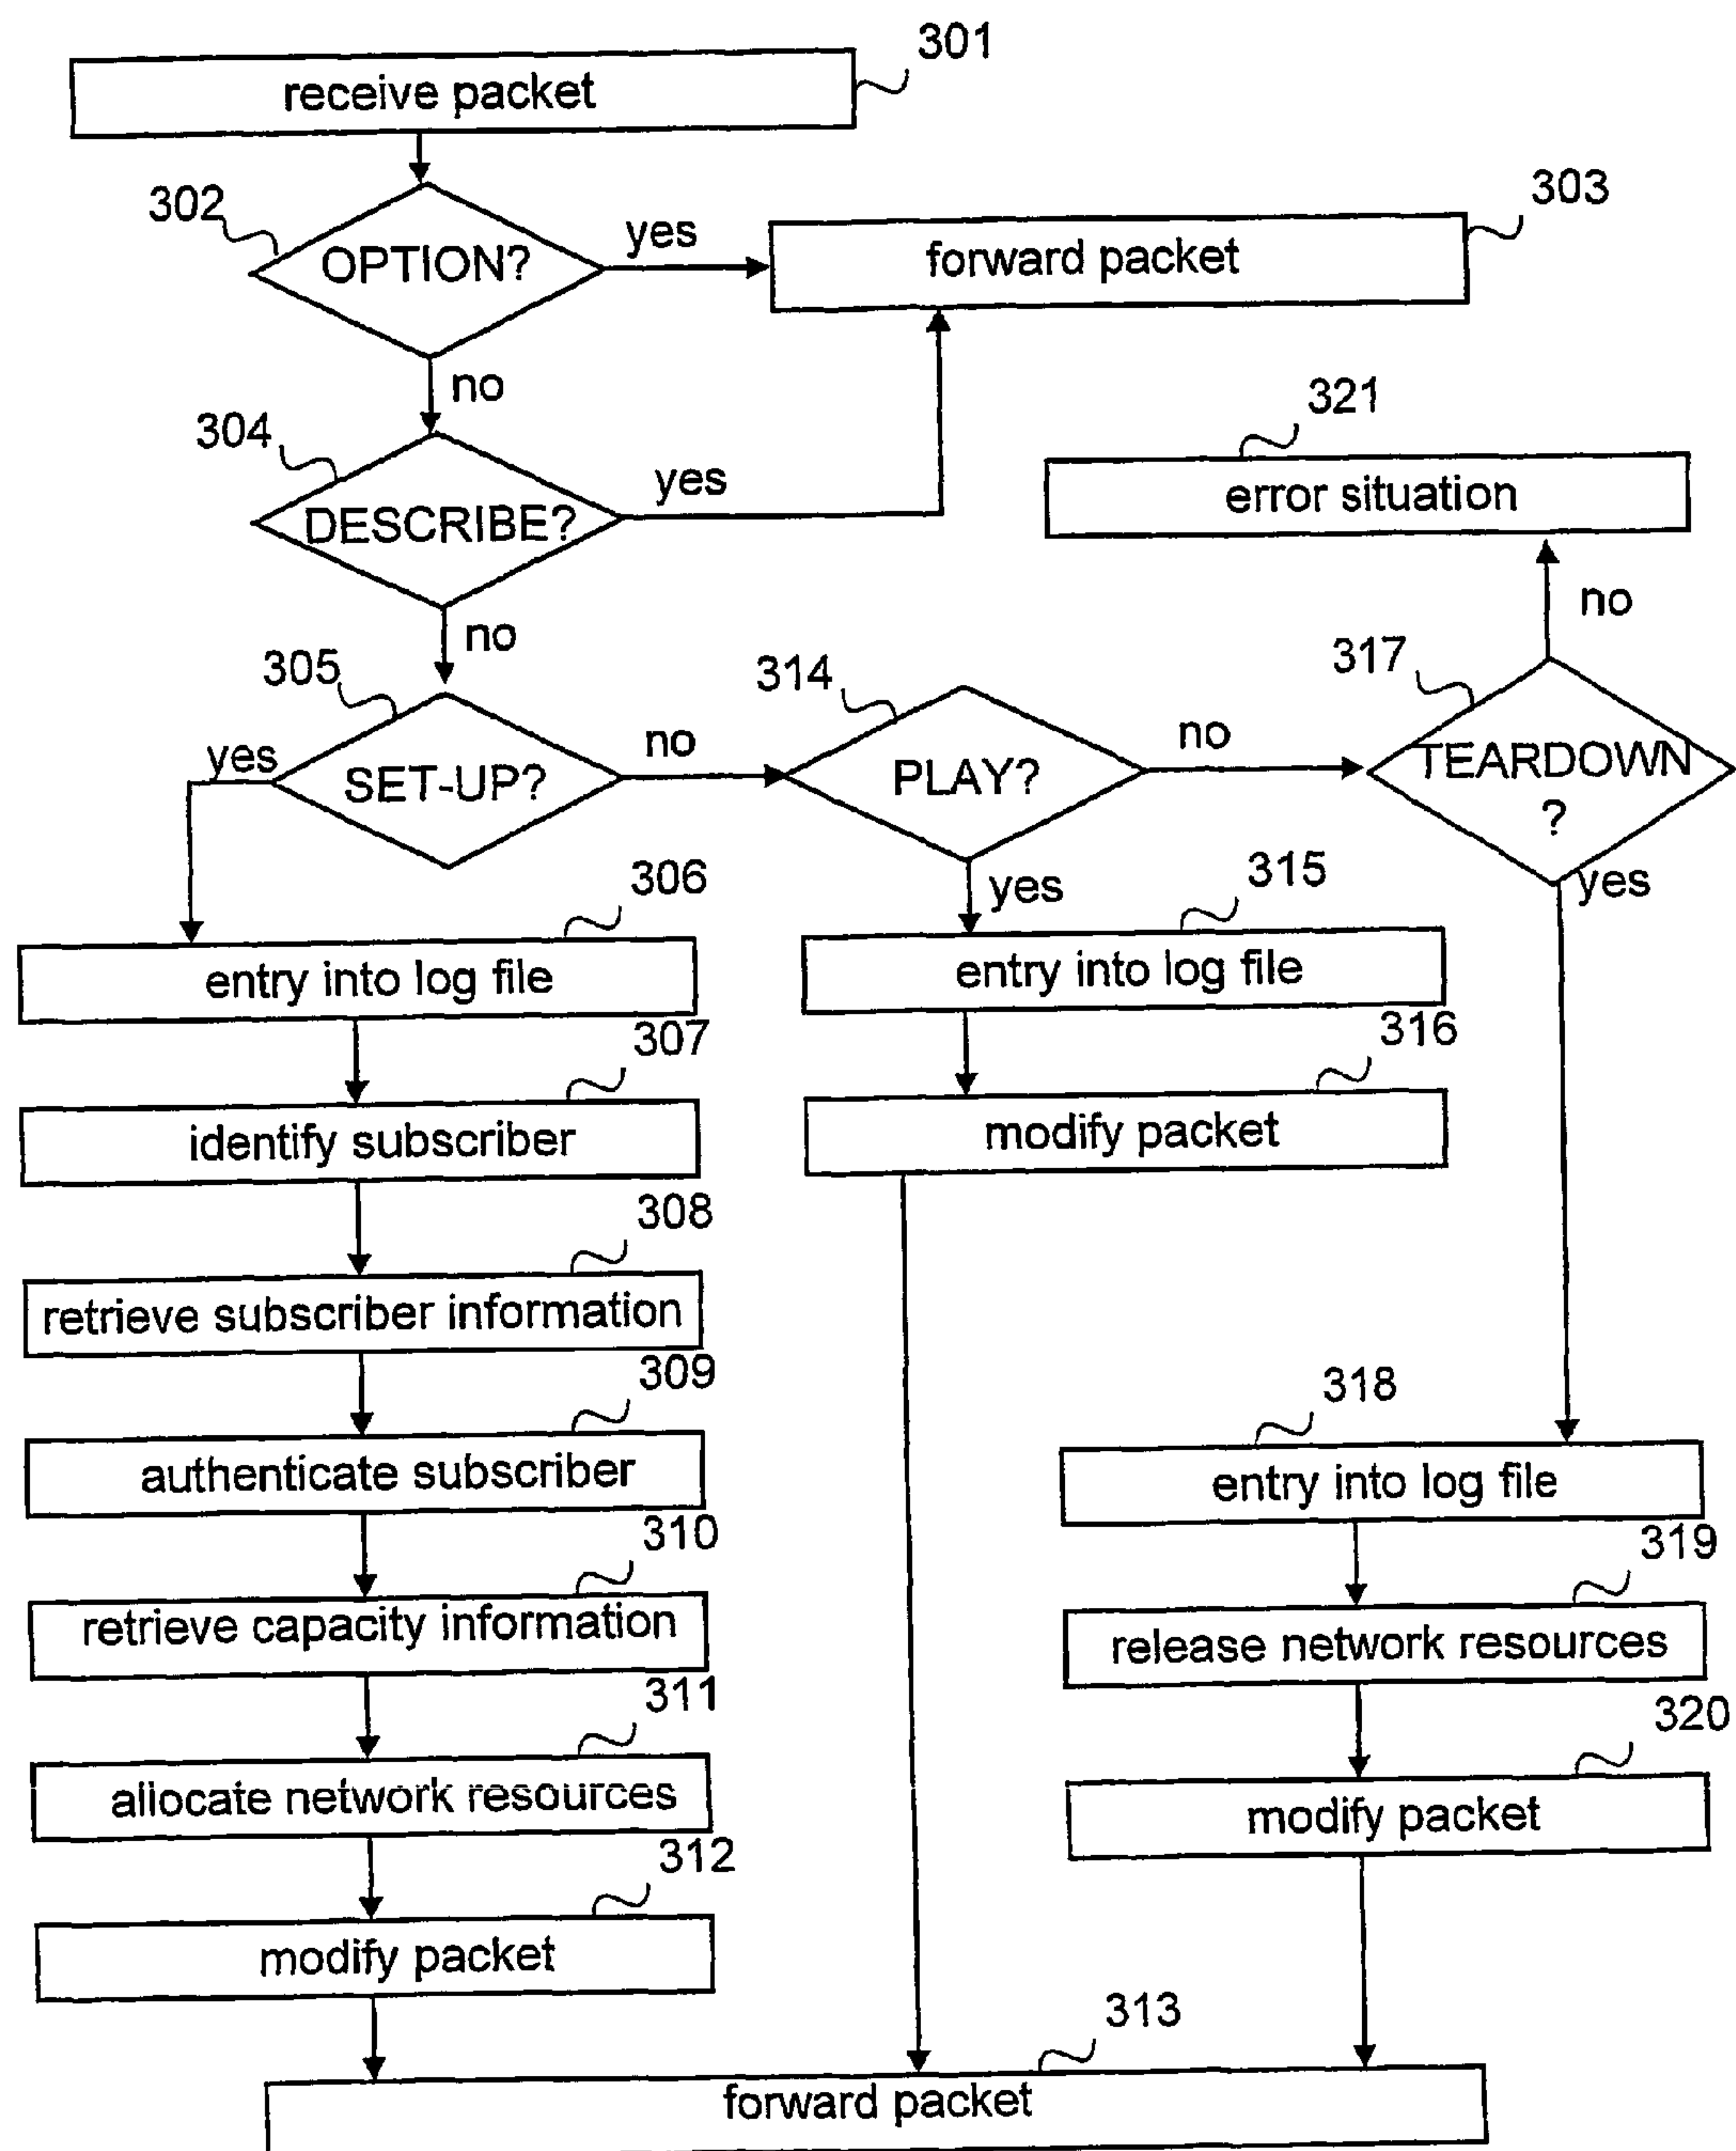 301
receive packet
302
OPTION?
yes
303
forward packet
no
304
DESCRIBE?
yes
321
error situation
no
no
305
yes
SET-UP?
no
314
PLAY?
no
317
TEARDOWN
?
yes
yes
306
entry into log file
315
entry into log file
307
identify subscriber
316
modify packet
308
retrieve subscriber information
309
authenticate subscriber
318
entry into log file
310
retrieve capacity information
319
release network resources
311
allocate network resources
320
modify packet
312
modify packet
313
forward packet